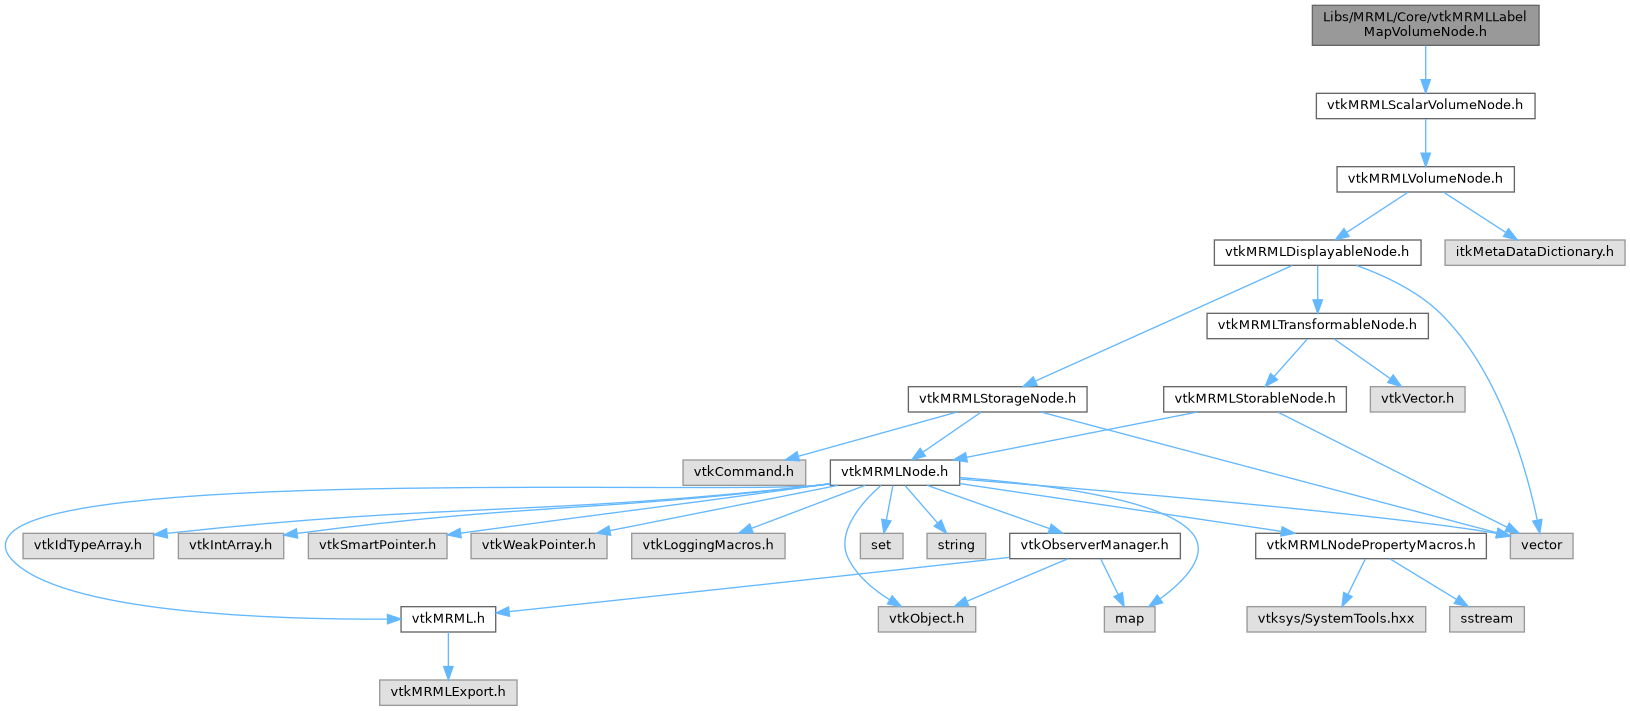 Libs/MRML/Core/vtkMRMLLabel
MapVolumeNode.h
vtkMRMLScalarVolumeNode.h
vtkMRMLVolumeNode.h
vtkMRMLDisplayableNode.h
itkMetaDataDictionary.h
vtkMRMLTransformableNode.h
vtkMRMLStorageNode.h
vtkMRMLStorableNode.h
vtkVector.h
vtkCommand.h
vtkMRMLNode.h
vtkIdTypeArray.h
vtkIntArray.h
vtkSmartPointer.h
vtkWeakPointer.h
vtkLoggingMacros.h
set
string
vtkObserverManager.h
vtkMRMLNodePropertyMacros.h
vector
vtkMRML.h
vtkObject.h
map
vtksys/SystemTools.hxx
sstream
vtkMRMLExport.h